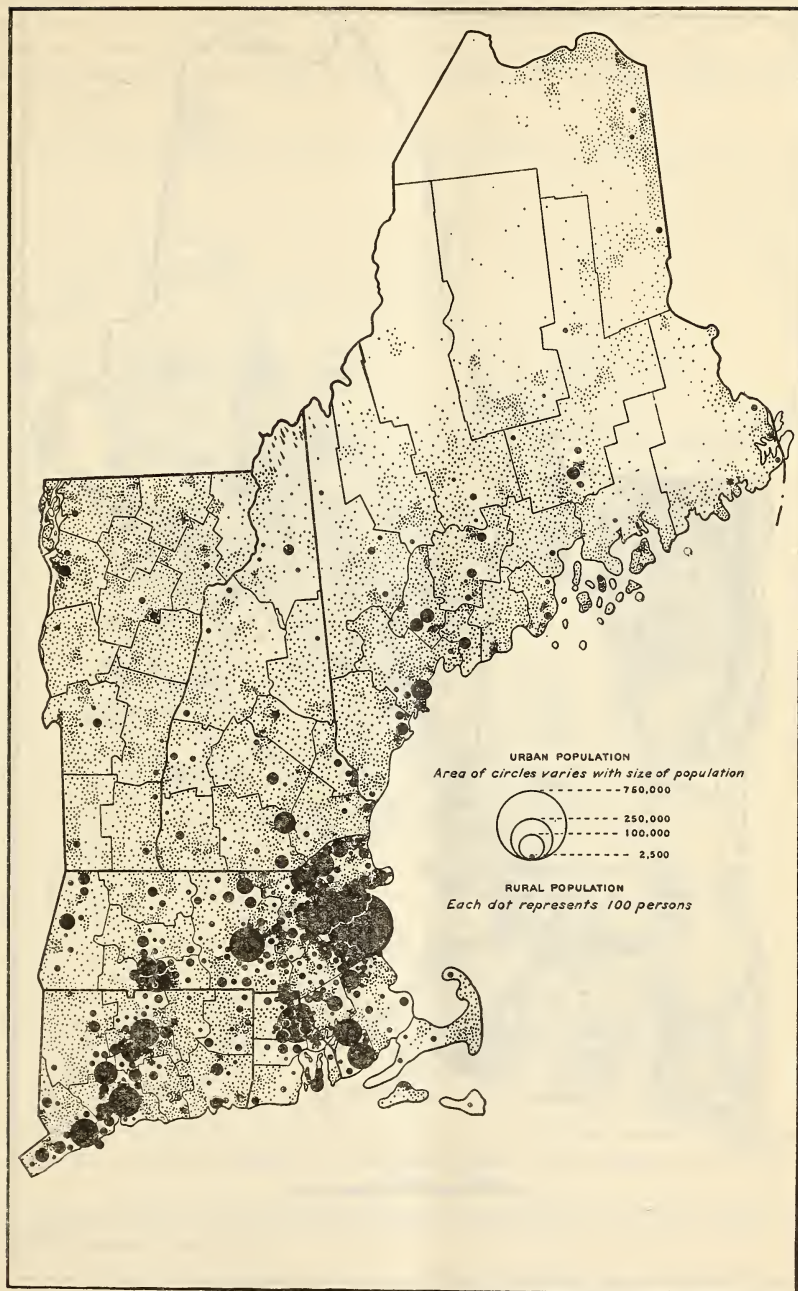 URBAN POPULATION
Area of circles varies with size of population
750,000
250,000
100,000
2,500
RURAL POPULATION
Each dot represents 100 persons